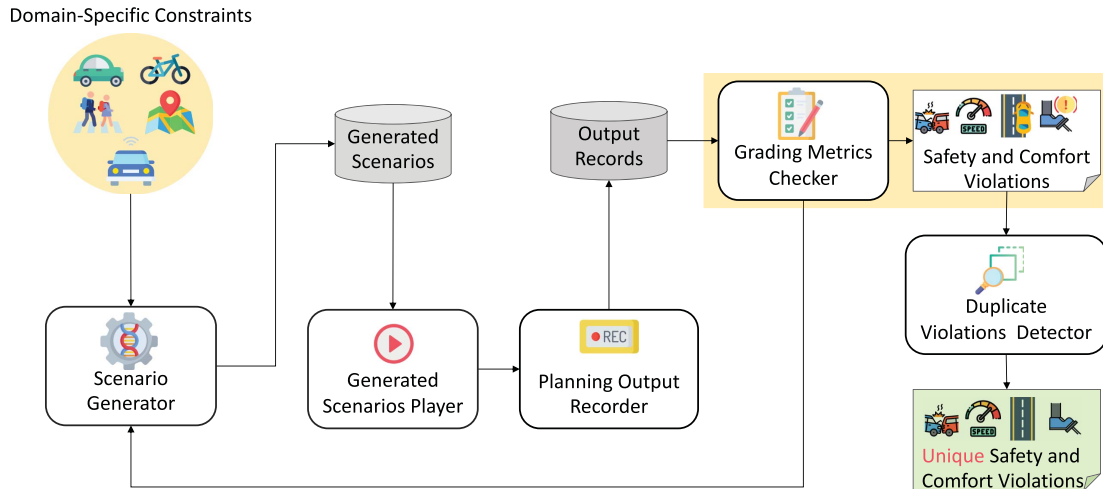 Domain-Specific Constraints
Generated
Scenarios
Output
Records
Grading Metrics
Checker
SPEED
Safety and Comfort
Violations
Duplicate
Violations Detector
Scenario
Generator
Generated
Scenarios Player
REC
Planning Output
Recorder
SPEED
Unique Safety and
Comfort Violations